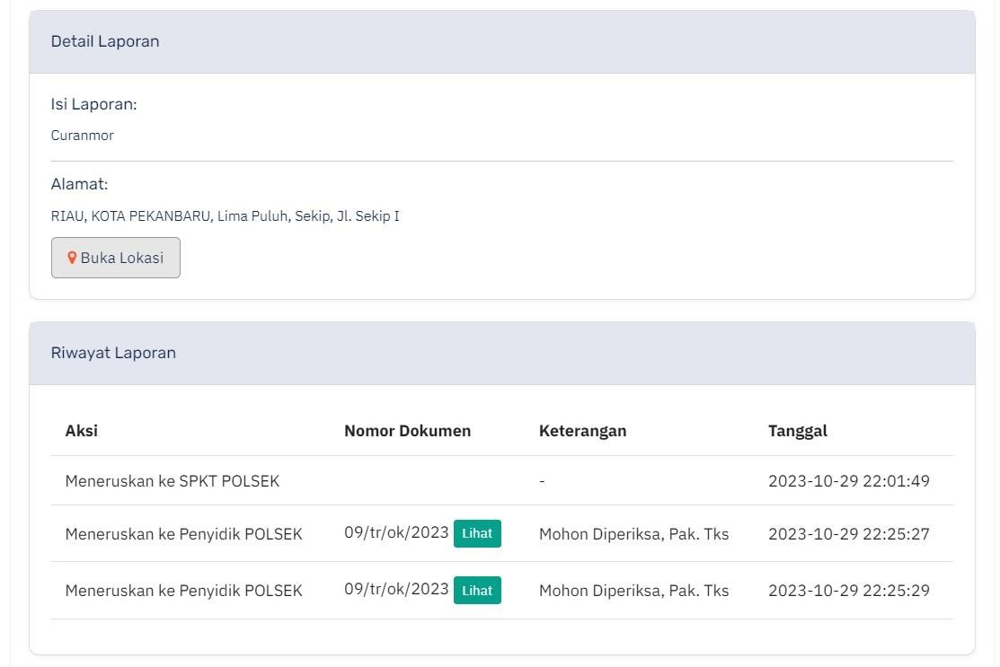 Detail Laporan
Isi Laporan:
Curanmor
Alamat:
RIAU, KOTA PEKANBARU, Lima Puluh, Sekip, Jl. Sekip I
Buka Lokasi
Riwayat Laporan
Aksi Nomor Dokumen Keterangan Tanggal
Meneruskan ke SPKT POLSEK - 2023-10-29 22:01:49
Meneruskan ke Penyidik POLSEK 09/tr/ok/2023 Lihat Mohon Diperiksa, Pak. Tks 2023-10-29 22:25:27
Meneruskan ke Penyidik POLSEK 09/tr/ok/2023 Lihat Mohon Diperiksa, Pak. Tks 2023-10-29 22:25:29